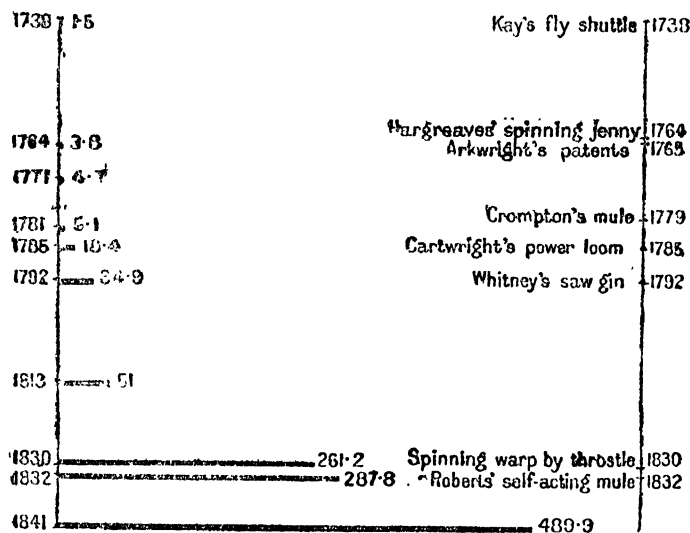 1738 1·5 Kay's fly shuttle 1738
1764 3·8 Hargreaves' spinning Jenny 1764
Arkwright's patents
1771 4·7
1781 5·1 Crompton's mule 1779
1785 18·4 Cartwright's power loom 1785
1792 34·9 Whitney's saw gin 1792
1813 51
1830 261·2 Spinning warp by throstle 1830
1832 287·8 Roberts' self-acting mule 1832
1841 489·9